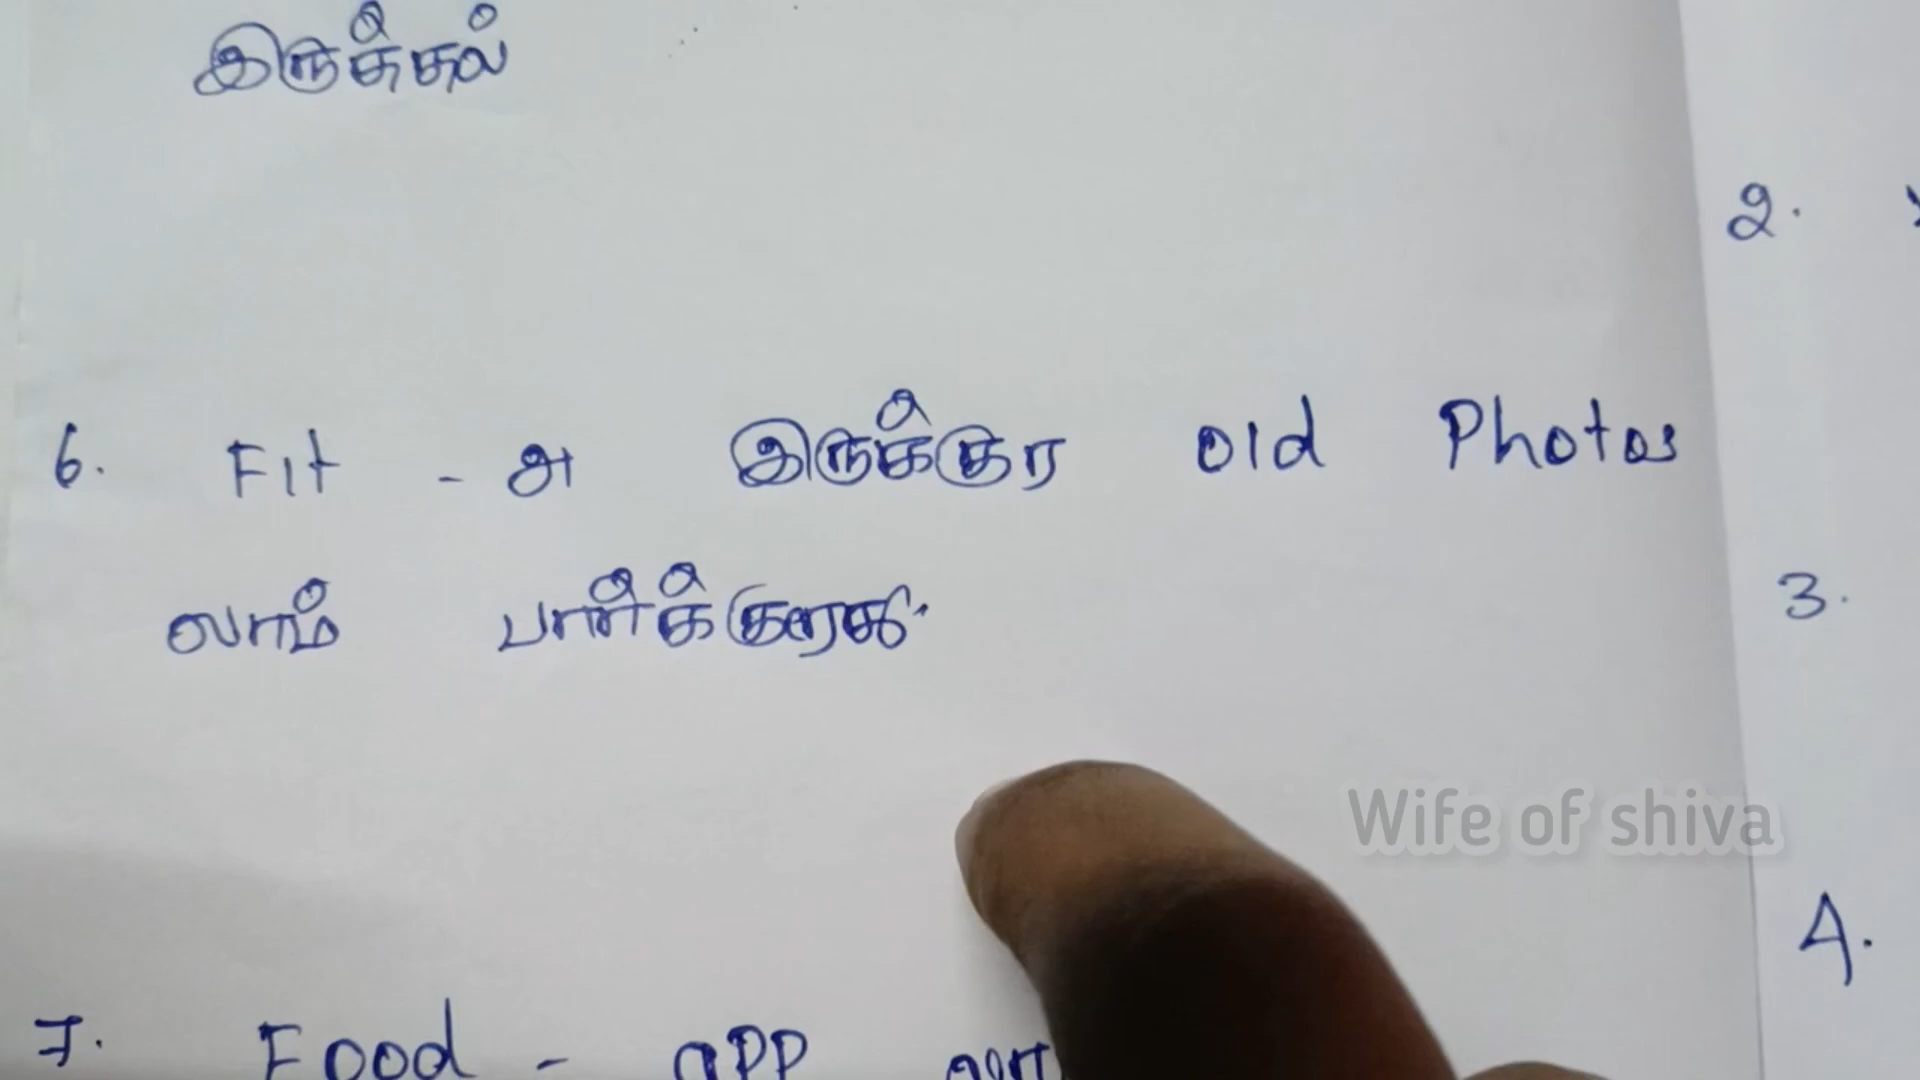 இருக்கல்
6. Fit - அ இருக்குர old Photos
லாம் பார்க்குரைக.
7. Food - app
2.
3.
4.
Wife of shiva